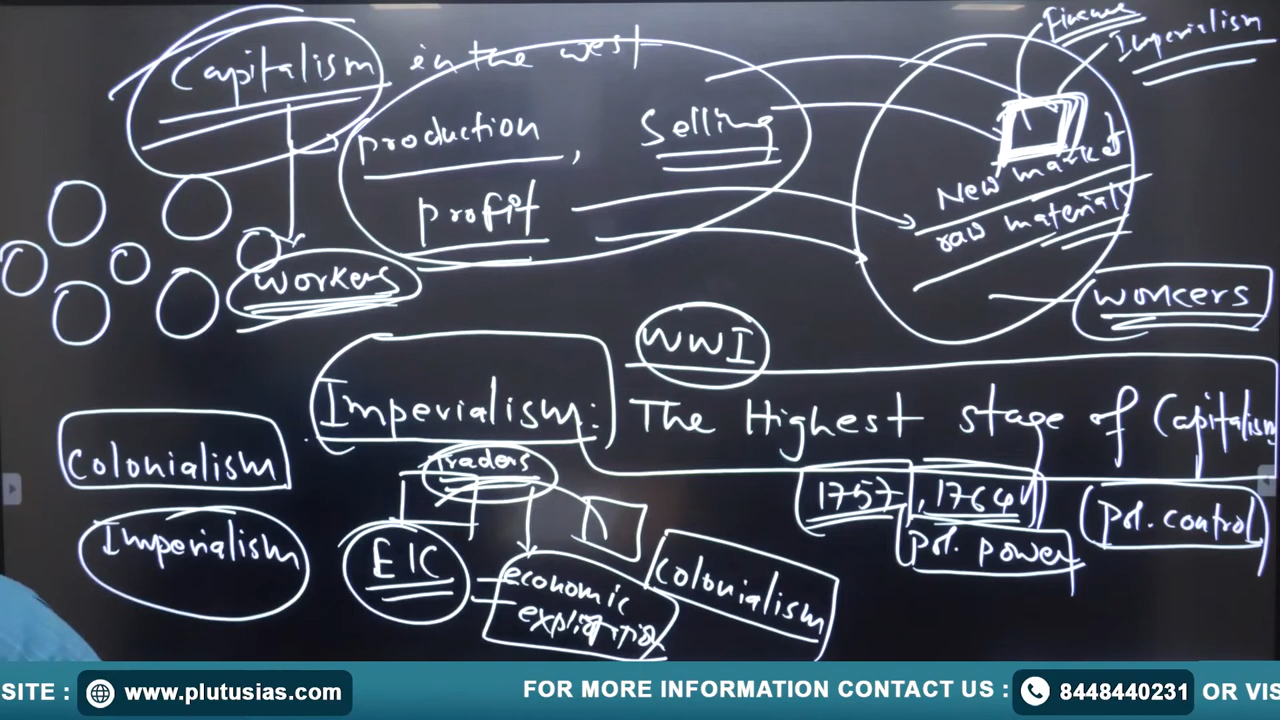 Finance
Imperialism
Capitalism in the west
production, Selling
profit
New market
raw materials
workers
workers
WWI
Imperialism: The Highest stage of Capitalism
Colonialism
Imperialism
Traders
EIC
economic
colonialism
1757, 1764
pol. power
pol. control
SITE : www.plutusias.com FOR MORE INFORMATION CONTACT US : 8448440231 OR VIS